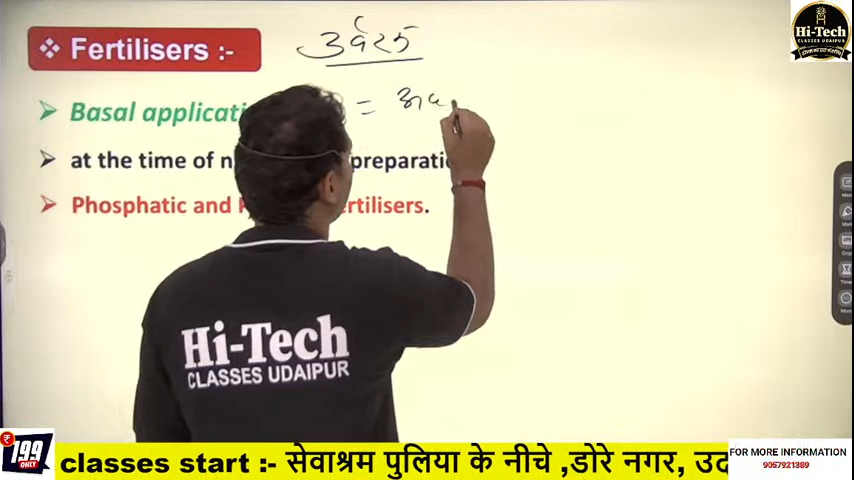 ❖ Fertilisers :-
उर्वरक
Hi-Tech
CLASSES UDAIPUR
➢ Basal applicati
=
➢ at the time of n preparatio
➢ Phosphatic and rtilisers.
Hi-Tech
CLASSES UDAIPUR
₹ 199
ONLY
classes start :- सेवाश्रम पुलिया के नीचे ,डोरे नगर, उद
FOR MORE INFORMATION
9057921389